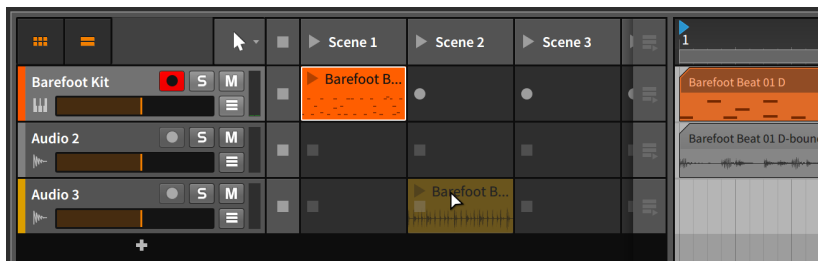 Scene 1 Scene 2 Scene 3 1
Barefoot Kit S M Barefoot B... Barefoot Beat 01 D
Audio 2 S M Barefoot Beat 01 D-boun
Audio 3 S M Barefoot B...